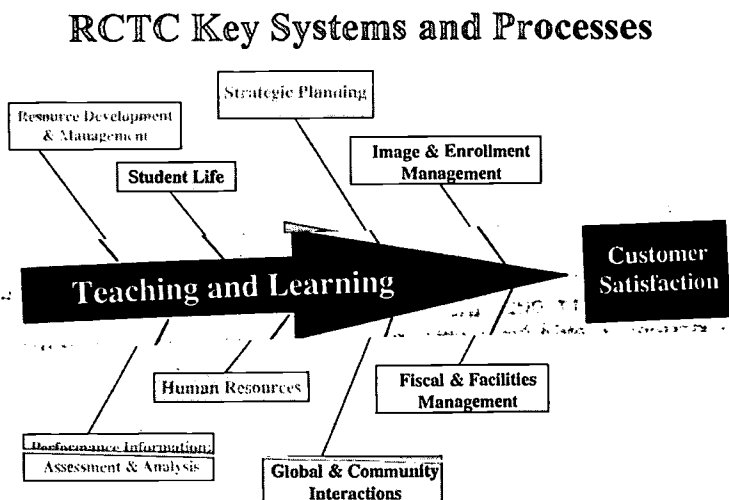 RCTC Key Systems and Processes
Strategic Planning
Resource Development
& Management
Image & Enrollment
Management
Student Life
Customer
Satisfaction
Teaching and Learning
Human Resources
Fiscal & Facilities
Management
Performance Information:
Assessment & Analysis
Global & Community
Interactions